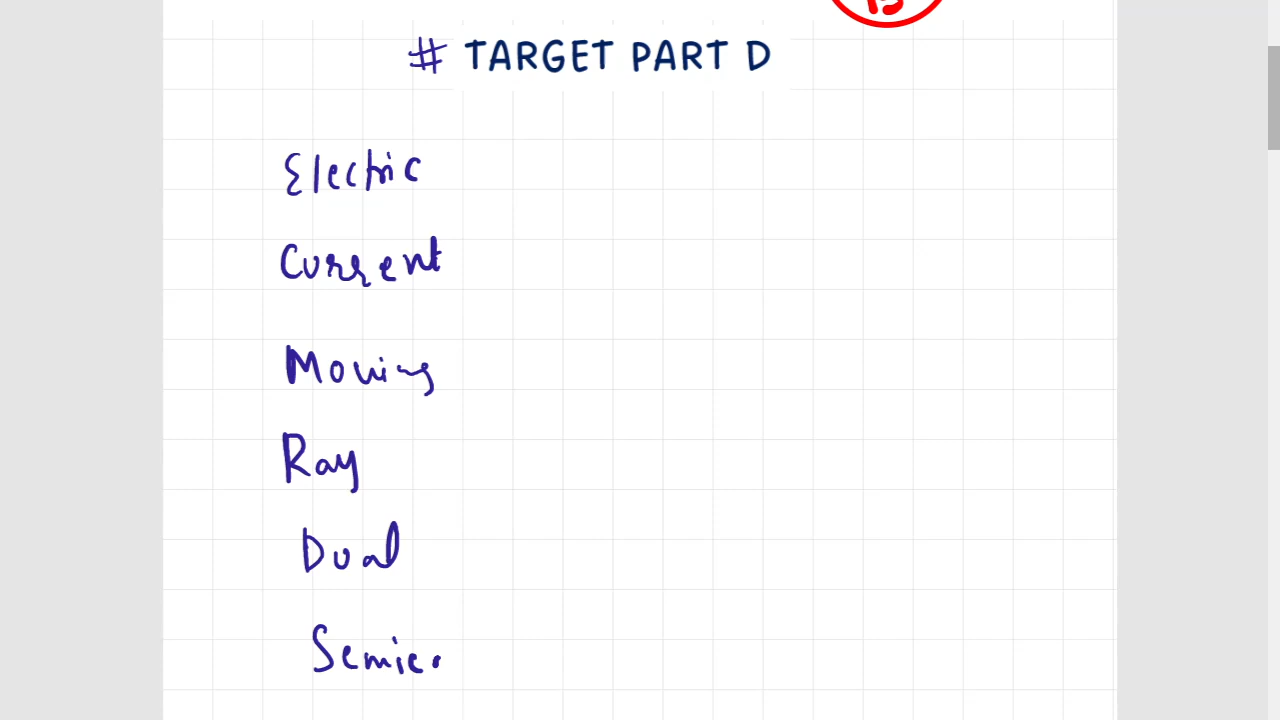 # TARGET PART D
Electric
Current
Moving
Ray
Dual
Semico